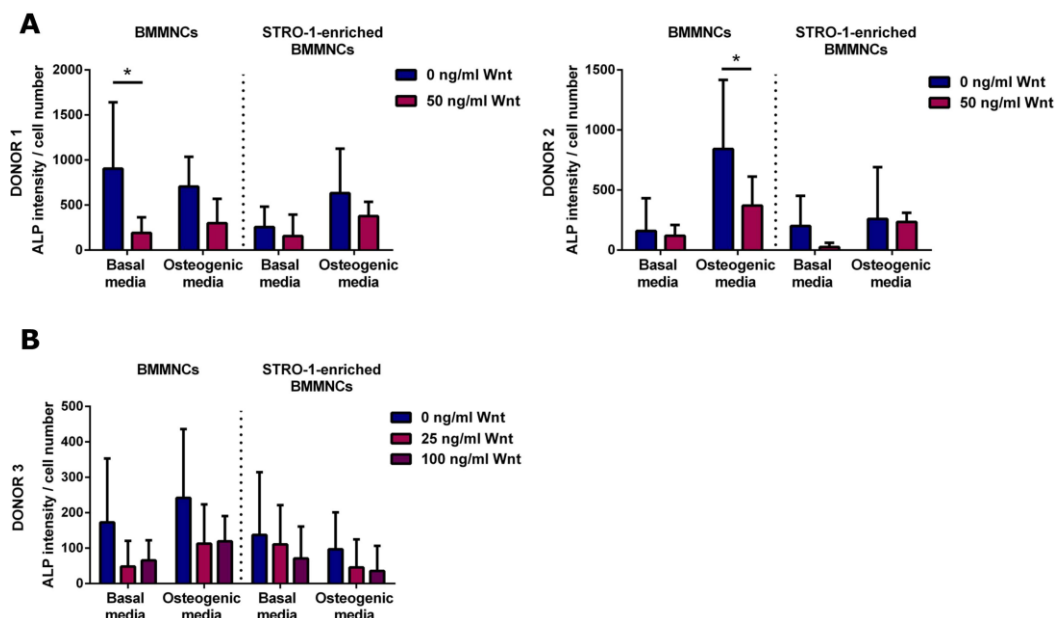 A
BMMNCs
STRO-1-enriched
BMMNCs
DONOR 1
ALP intensity / cell number
2000
1500
1000
500
0
*
0 ng/ml Wnt
50 ng/ml Wnt
Basal
media
Osteogenic
media
Basal
media
Osteogenic
media
BMMNCs
STRO-1-enriched
BMMNCs
DONOR 2
ALP intensity / cell number
1500
1000
500
0
*
0 ng/ml Wnt
50 ng/ml Wnt
Basal
media
Osteogenic
media
Basal
media
Osteogenic
media
B
BMMNCs
STRO-1-enriched
BMMNCs
DONOR 3
ALP intensity / cell number
500
400
300
200
100
0
0 ng/ml Wnt
25 ng/ml Wnt
100 ng/ml Wnt
Basal
media
Osteogenic
media
Basal
media
Osteogenic
media